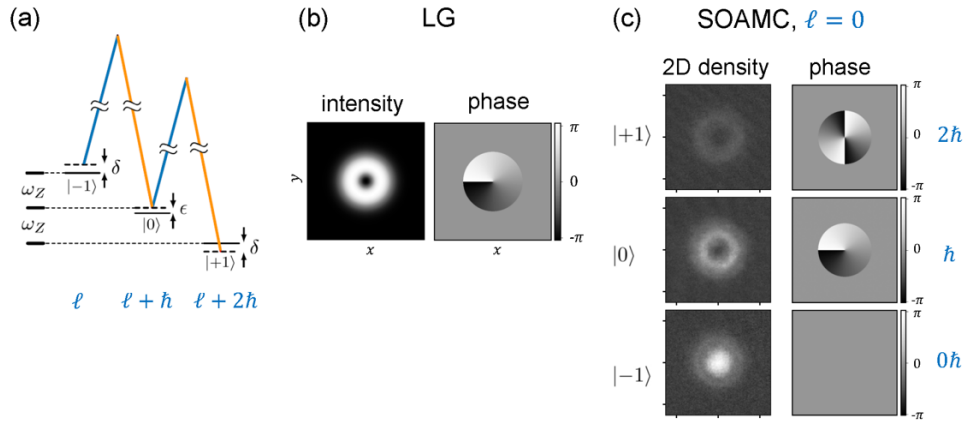 (a)
δ
|−1⟩
ω_Z
ϵ
|0⟩
ω_Z
δ
|+1⟩
ℓ
ℓ + ℏ
ℓ + 2ℏ
(b)
LG
intensity
phase
y
x
x
π
0
-π
(c)
SOAMC, ℓ = 0
2D density
phase
|+1⟩
π
0
-π
2ℏ
|0⟩
π
0
-π
ℏ
|−1⟩
π
0
-π
0ℏ